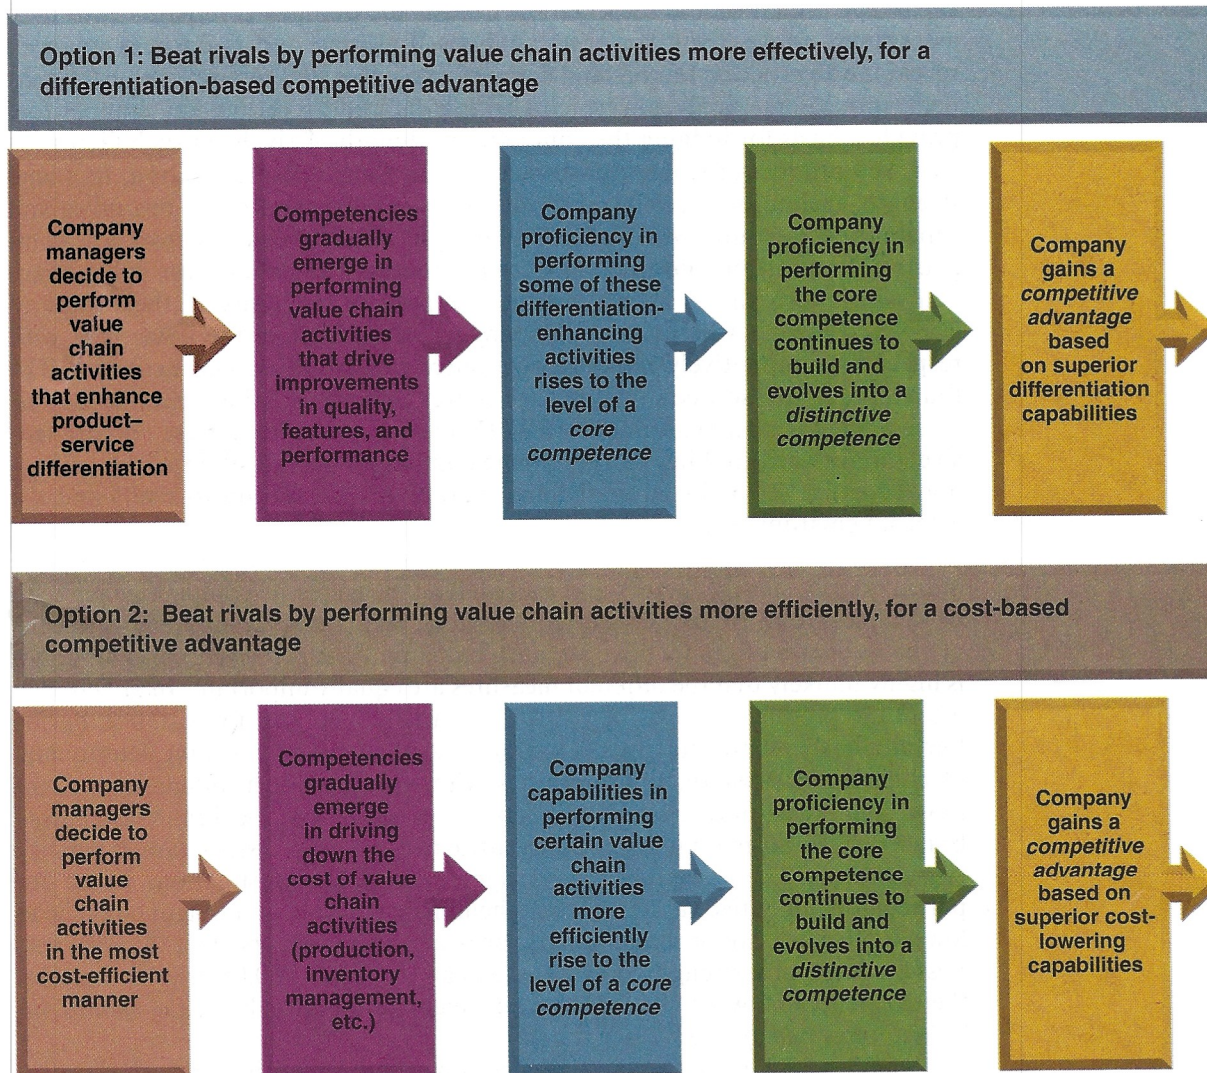 Option 1: Beat rivals by performing value chain activities more effectively, for a
differentiation-based competitive advantage
Company
managers
decide to
perform
value
chain
activities
that enhance
product–
service
differentiation
Competencies
gradually
emerge in
performing
value chain
activities
that drive
improvements
in quality,
features, and
performance
Company
proficiency in
performing
some of these
differentiation-
enhancing
activities
rises to the
level of a
core
competence
Company
proficiency in
performing
the core
competence
continues to
build and
evolves into a
distinctive
competence
Company
gains a
competitive
advantage
based
on superior
differentiation
capabilities
Option 2: Beat rivals by performing value chain activities more efficiently, for a cost-based
competitive advantage
Company
managers
decide to
perform
value
chain
activities
in the most
cost-efficient
manner
Competencies
gradually
emerge
in driving
down the
cost of value
chain
activities
(production,
inventory
management,
etc.)
Company
capabilities in
performing
certain value
chain
activities
more
efficiently
rise to the
level of a core
competence
Company
proficiency in
performing
the core
competence
continues to
build and
evolves into a
distinctive
competence
Company
gains a
competitive
advantage
based on
superior cost-
lowering
capabilities